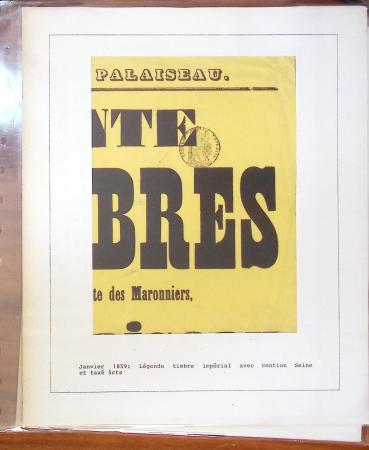 PALAISEAU.
NTE
BRES
te des Maronniers,
Janvier 1859: Légende timbre impérial avec mention Seine
et taxé 5cts